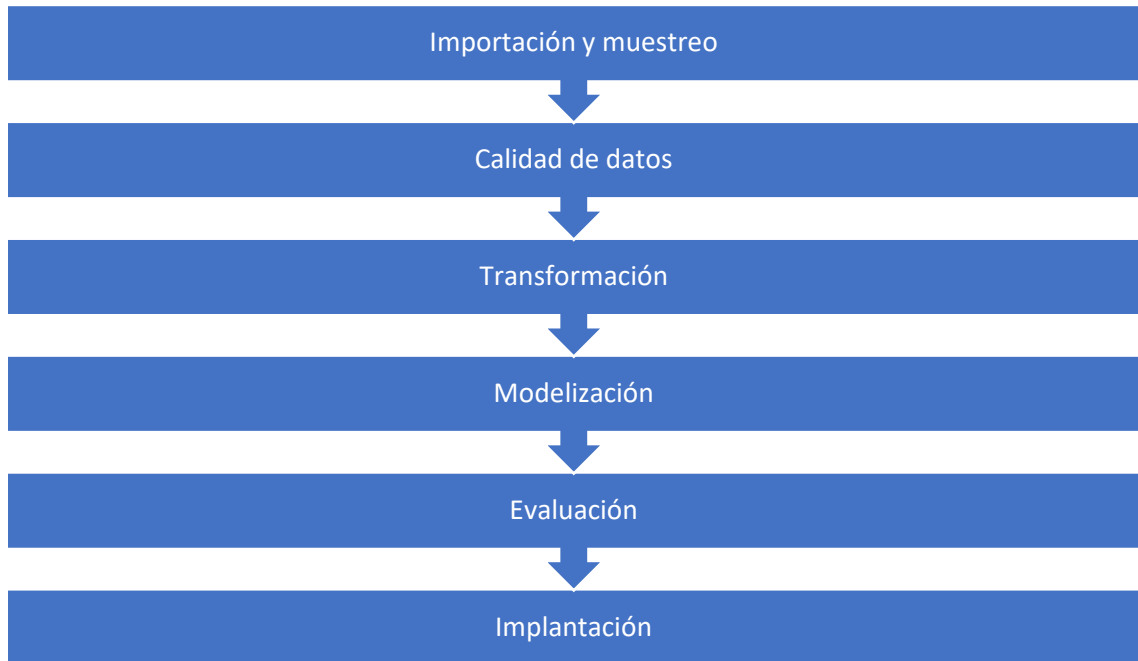 Importación y muestreo
Calidad de datos
Transformación
Modelización
Evaluación
Implantación